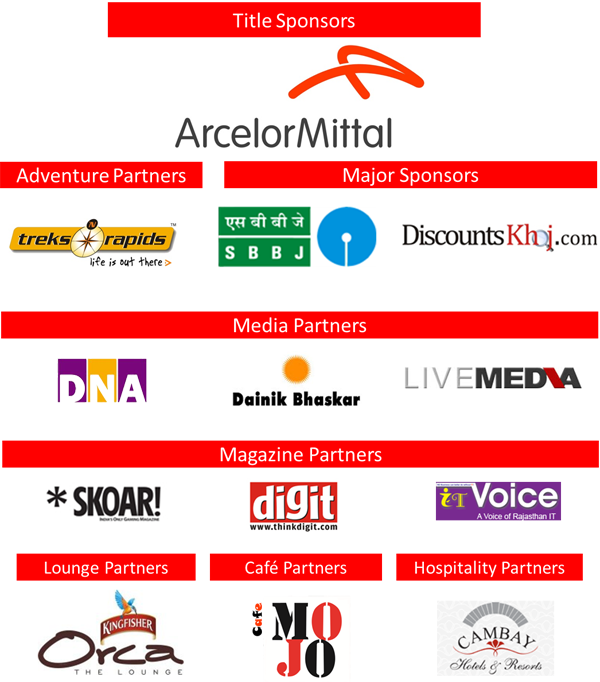 Title Sponsors
ArcelorMittal
Adventure Partners
Major Sponsors
treks n rapids ™
life is out there
एस बी बी जे
S B B J
DiscountsKhoj.com
Media Partners
DNA
Dainik Bhaskar
LIVEMEDIA
Magazine Partners
*SKOAR!
INDIA'S ONLY GAMING MAGAZINE
digit
www.thinkdigit.com
iT Voice
A Voice of Rajasthan IT
Lounge Partners
Café Partners
Hospitality Partners
KINGFISHER
Orca
THE LOUNGE
Cafe
MOJO
CAMBAY
Hotels & Resorts